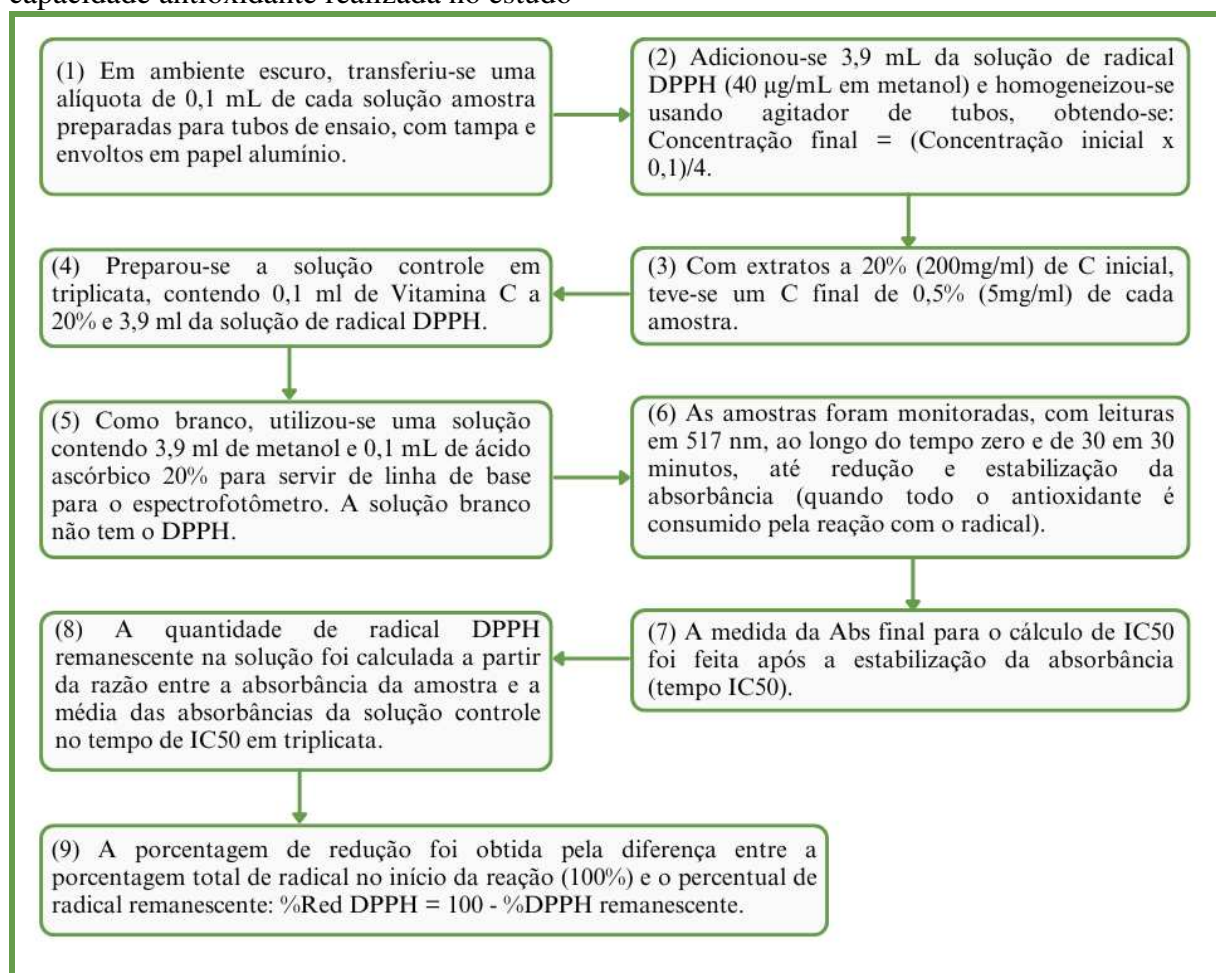 capacidade antioxidante realizada no estudo
(1) Em ambiente escuro, transferiu-se uma
alíquota de 0,1 mL de cada solução amostra
preparadas para tubos de ensaio, com tampa e
envoltos em papel alumínio.
(2) Adicionou-se 3,9 mL da solução de radical
DPPH (40 µg/mL em metanol) e homogeneizou-se
usando agitador de tubos, obtendo-se:
Concentração final = (Concentração inicial x
0,1)/4.
(3) Com extratos a 20% (200mg/ml) de C inicial,
teve-se um C final de 0,5% (5mg/ml) de cada
amostra.
(4) Preparou-se a solução controle em
triplicata, contendo 0,1 ml de Vitamina C a
20% e 3,9 ml da solução de radical DPPH.
(5) Como branco, utilizou-se uma solução
contendo 3,9 ml de metanol e 0,1 mL de ácido
ascórbico 20% para servir de linha de base
para o espectrofotômetro. A solução branco
não tem o DPPH.
(6) As amostras foram monitoradas, com leituras
em 517 nm, ao longo do tempo zero e de 30 em 30
minutos, até redução e estabilização da
absorbância (quando todo o antioxidante é
consumido pela reação com o radical).
(7) A medida da Abs final para o cálculo de IC50
foi feita após a estabilização da absorbância
(tempo IC50).
(8) A quantidade de radical DPPH
remanescente na solução foi calculada a partir
da razão entre a absorbância da amostra e a
média das absorbâncias da solução controle
no tempo de IC50 em triplicata.
(9) A porcentagem de redução foi obtida pela diferença entre a
porcentagem total de radical no início da reação (100%) e o percentual de
radical remanescente: %Red DPPH = 100 - %DPPH remanescente.